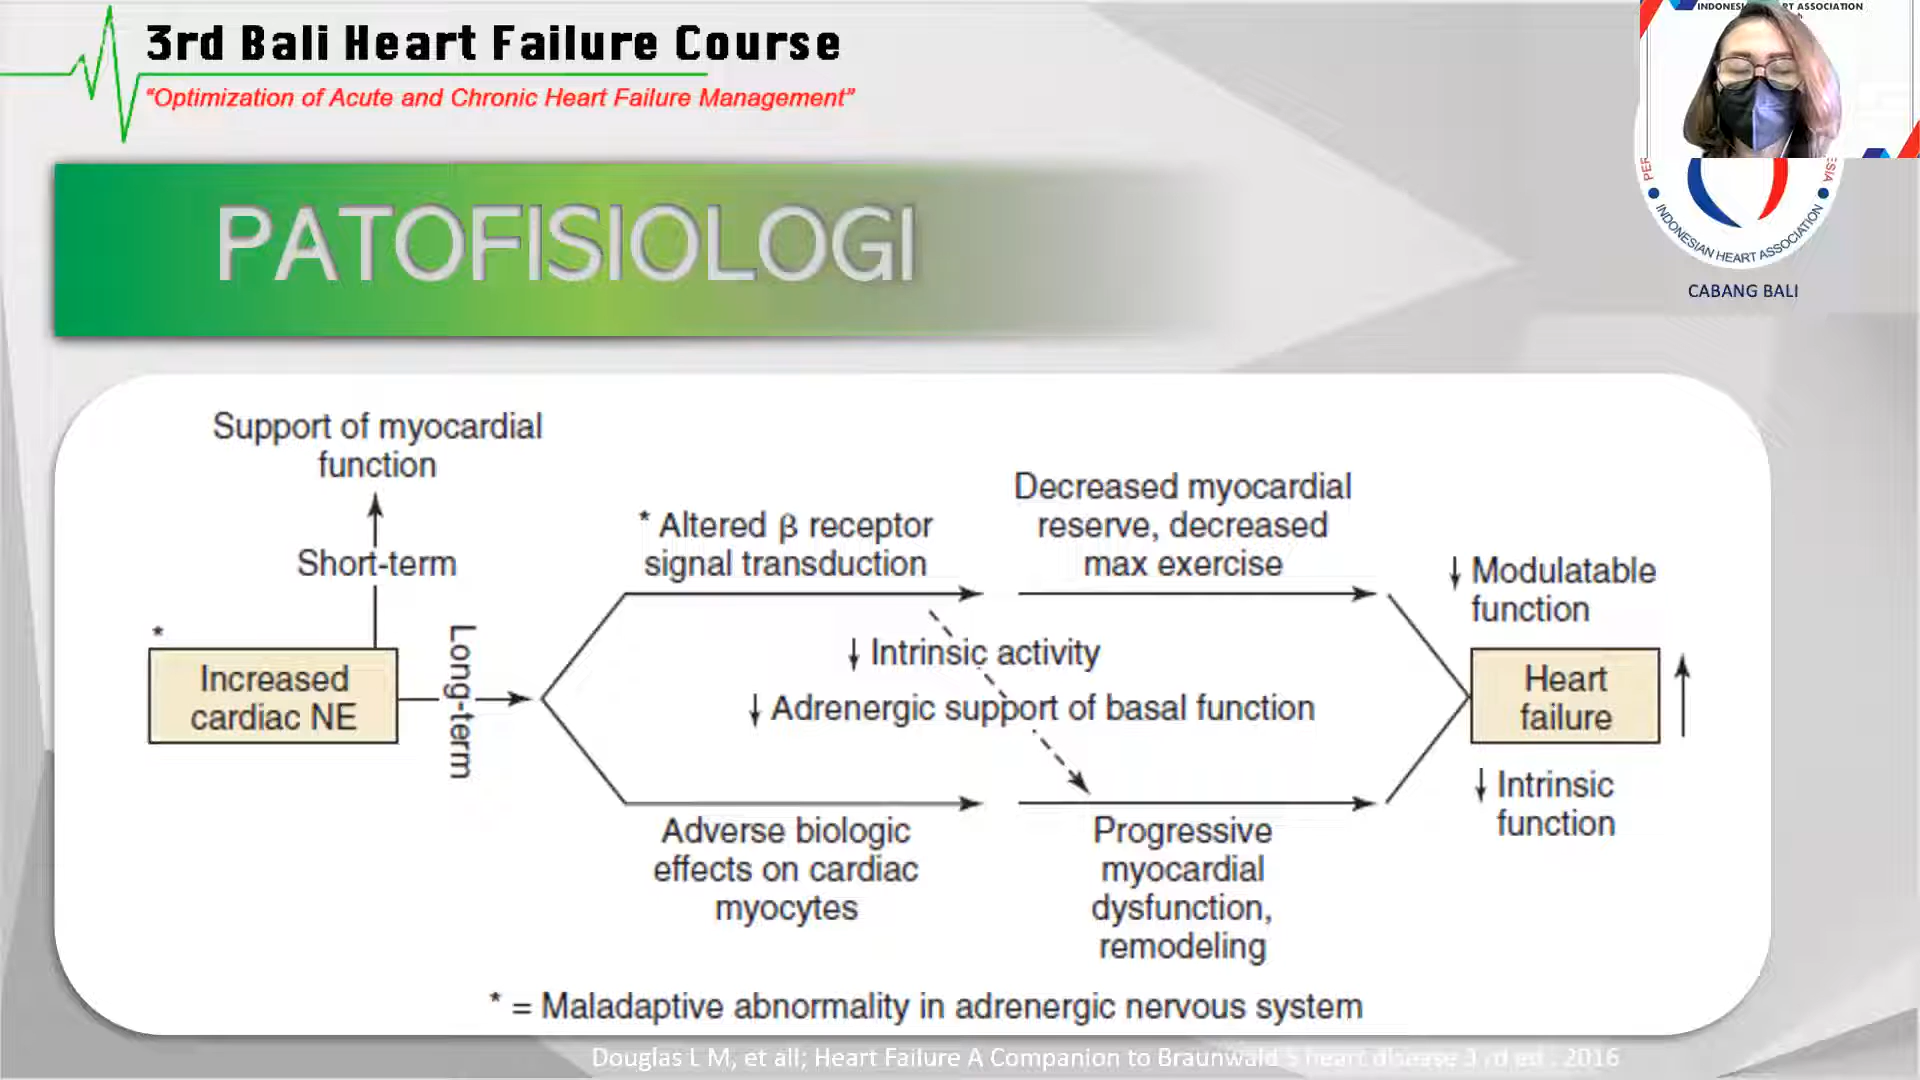 3rd Bali Heart Failure Course
"Optimization of Acute and Chronic Heart Failure Management"
ART ASSOCIATION
INDONESIAN HEART ASSOCIATION
CABANG BALI
PATOFISIOLOGI
Support of myocardial
function
Short-term
*
Increased
cardiac NE
Long-term
* Altered β receptor
signal transduction
Decreased myocardial
reserve, decreased
max exercise
↓ Intrinsic activity
↓ Adrenergic support of basal function
Adverse biologic
effects on cardiac
myocytes
Progressive
myocardial
dysfunction,
remodeling
↓ Modulatable
function
Heart
failure
↓ Intrinsic
function
* = Maladaptive abnormality in adrenergic nervous system
Douglas L M, et all; Heart Failure A Companion to Braunwald S heart disease 3 rd ed . 2016